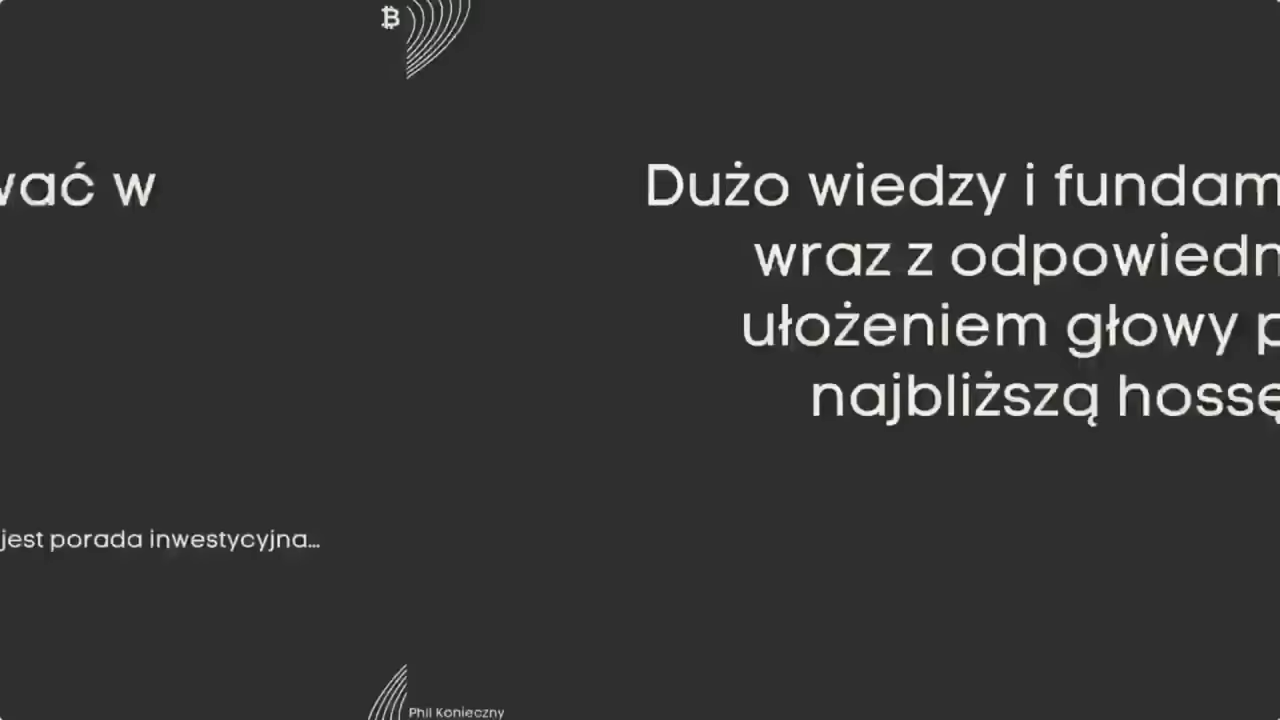 wać w
jest porada inwestycyjna...
Phil Konieczny
Dużo wiedzy i fundam
wraz z odpowiedn
ułożeniem głowy p
najbliższą hossę